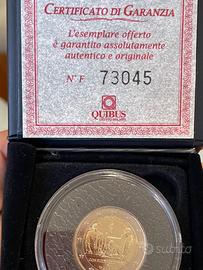 CERTIFICATO DI GARANZIA
L'esemplare offerto
è garantito assolutamente
autentico e originale
N° F 73045
QUIBUS
subito